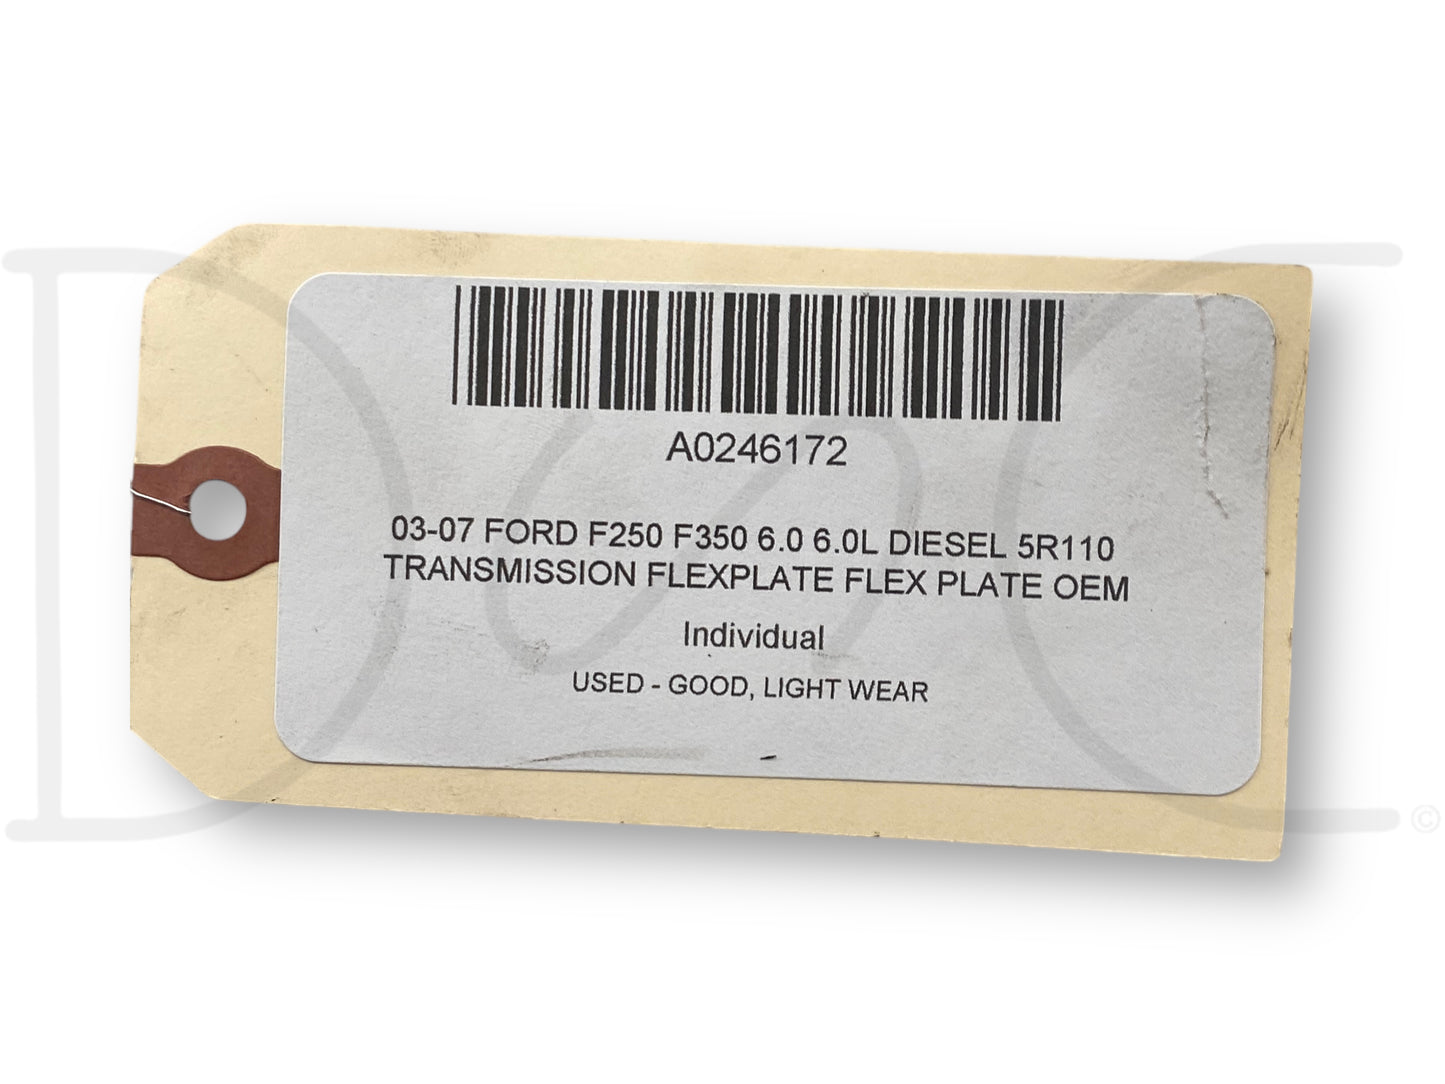 A0246172
03-07 FORD F250 F350 6.0 6.0L DIESEL 5R110
TRANSMISSION FLEXPLATE FLEX PLATE OEM
Individual
USED - GOOD, LIGHT WEAR
©